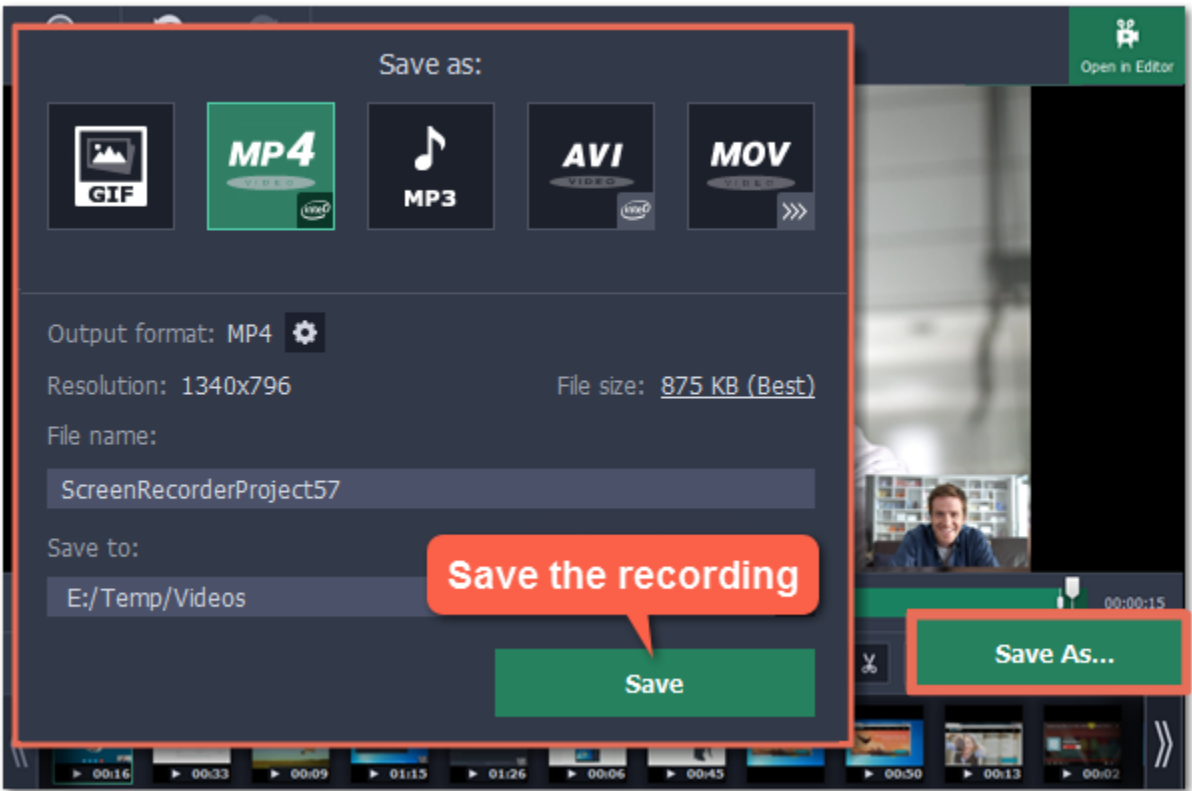 Save as:
Open in Editor
GIF
MP4
VIDEO
intel
MP3
AVI
VIDEO
intel
MOV
VIDEO
Output format: MP4
Resolution: 1340x796
File size: 875 KB (Best)
File name:
ScreenRecorderProject57
Save to:
E:/Temp/Videos
Save the recording
00:00:15
Save As...
Save
00:16
00:33
00:09
01:15
01:26
00:06
00:45
00:50
00:13
00:02